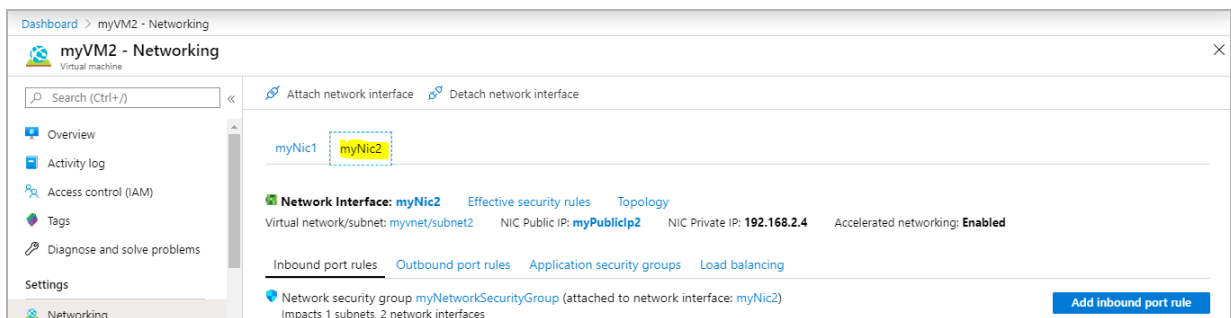 Dashboard > myVM2 - Networking
myVM2 - Networking
Virtual machine
Search (Ctrl+/)
«
Attach network interface Detach network interface
Overview
Activity log
Access control (IAM)
Tags
Diagnose and solve problems
Settings
Networking
myNic1 myNic2
Network Interface: myNic2 Effective security rules Topology
Virtual network/subnet: myvnet/subnet2 NIC Public IP: myPublicIp2 NIC Private IP: 192.168.2.4 Accelerated networking: Enabled
Inbound port rules Outbound port rules Application security groups Load balancing
Network security group myNetworkSecurityGroup (attached to network interface: myNic2)
Impacts 1 subnets, 2 network interfaces
Add inbound port rule